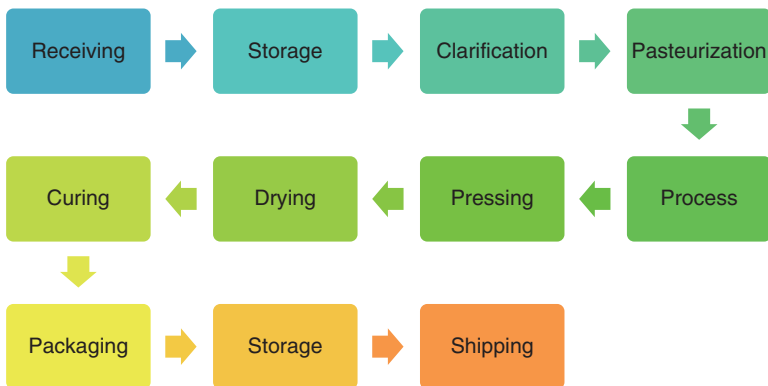 Receiving
Storage
Clarification
Pasteurization
Curing
Drying
Pressing
Process
Packaging
Storage
Shipping